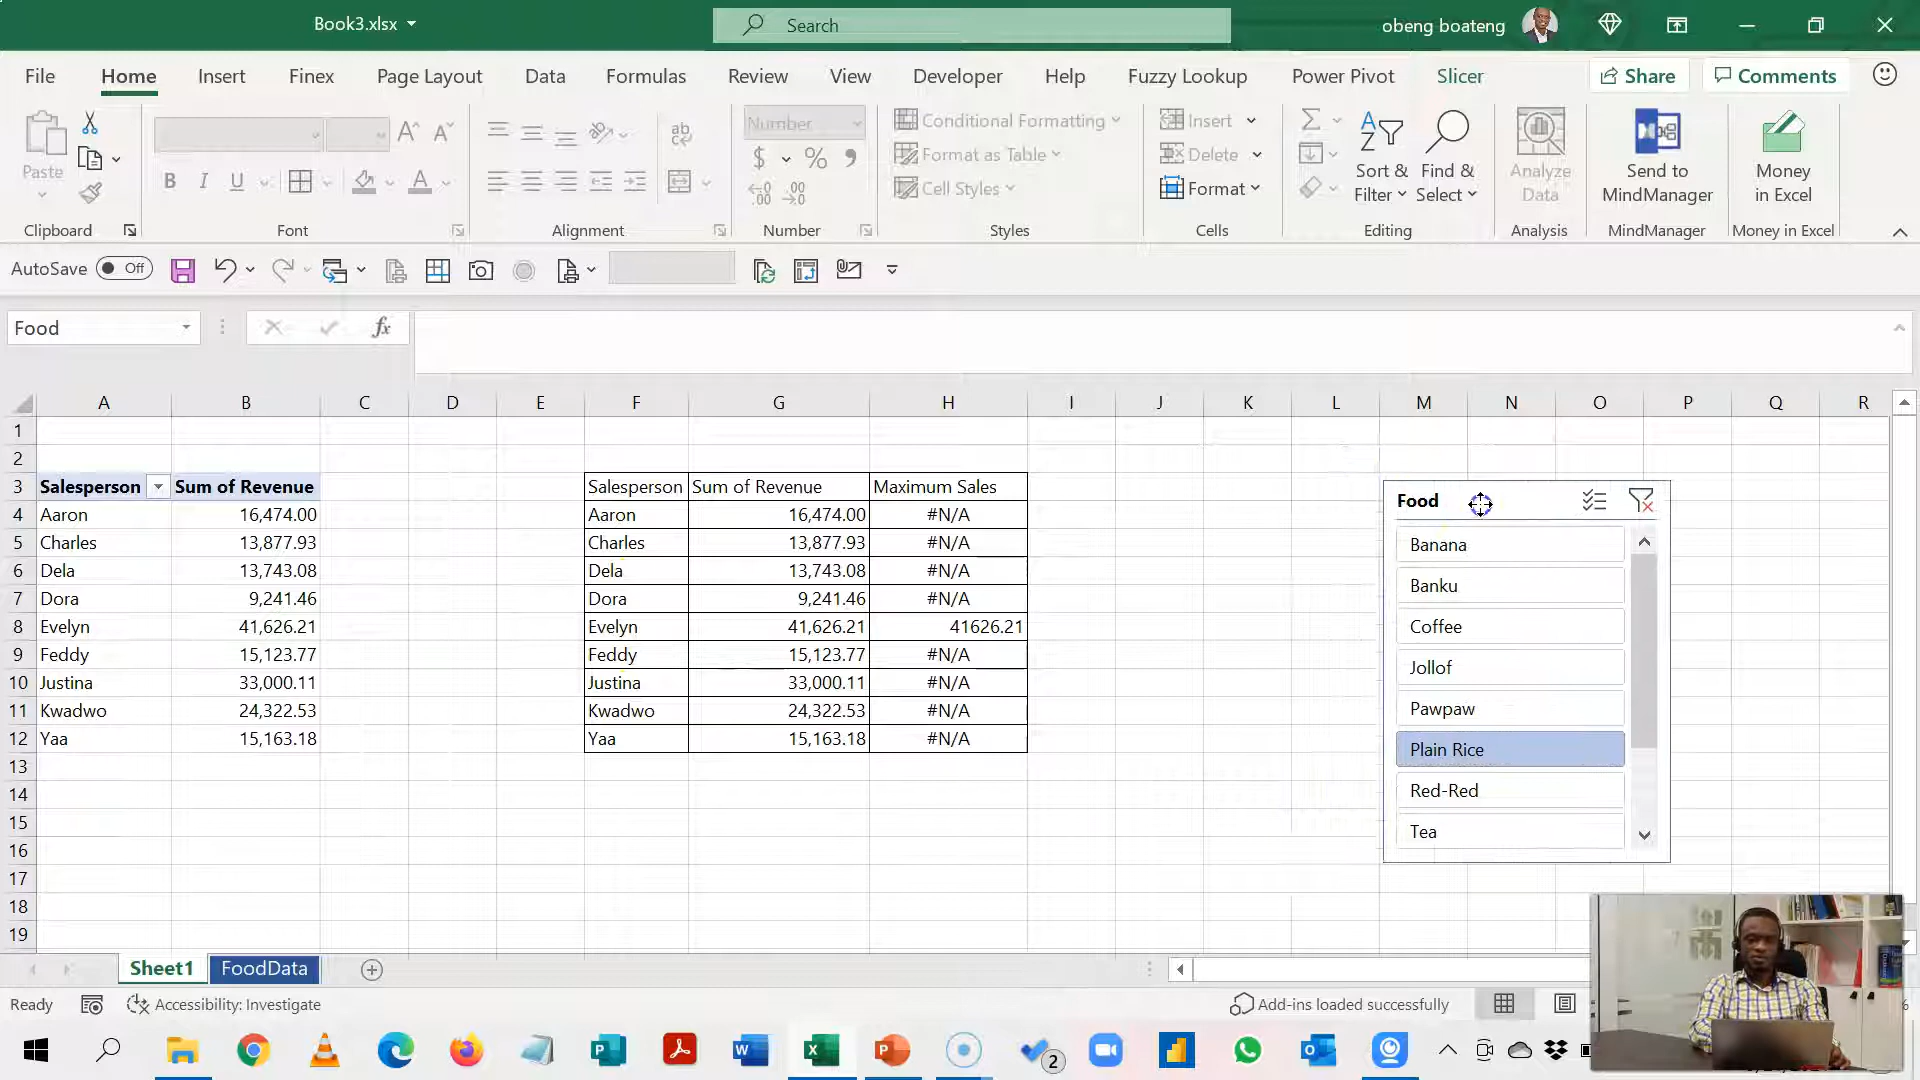 Book3.xlsx
Search
obeng boateng
File Home Insert Finex Page Layout Data Formulas Review View Developer Help Fuzzy Lookup Power Pivot Slicer Share Comments
Paste
Clipboard
B I U
Font
ab
Alignment
Number
$ % 9
Number
Conditional Formatting
Format as Table
Cell Styles
Styles
Insert
Delete
Format
Cells
Sort &
Filter
Find &
Select
Editing
Analyze
Data
Analysis
Send to
MindManager
MindManager
Money
in Excel
Money in Excel
AutoSave Off
Food
fx
A B C D E F G H I J K L M N O P Q R
1
2
3 Salesperson Sum of Revenue Salesperson Sum of Revenue Maximum Sales
4 Aaron 16,474.00 Aaron 16,474.00 #N/A
5 Charles 13,877.93 Charles 13,877.93 #N/A
6 Dela 13,743.08 Dela 13,743.08 #N/A
7 Dora 9,241.46 Dora 9,241.46 #N/A
8 Evelyn 41,626.21 Evelyn 41,626.21 41626.21
9 Feddy 15,123.77 Feddy 15,123.77 #N/A
10 Justina 33,000.11 Justina 33,000.11 #N/A
11 Kwadwo 24,322.53 Kwadwo 24,322.53 #N/A
12 Yaa 15,163.18 Yaa 15,163.18 #N/A
13
14
15
16
17
18
19
Food
Banana
Banku
Coffee
Jollof
Pawpaw
Plain Rice
Red-Red
Tea
Sheet1 FoodData
Ready Accessibility: Investigate Add-ins loaded successfully
2